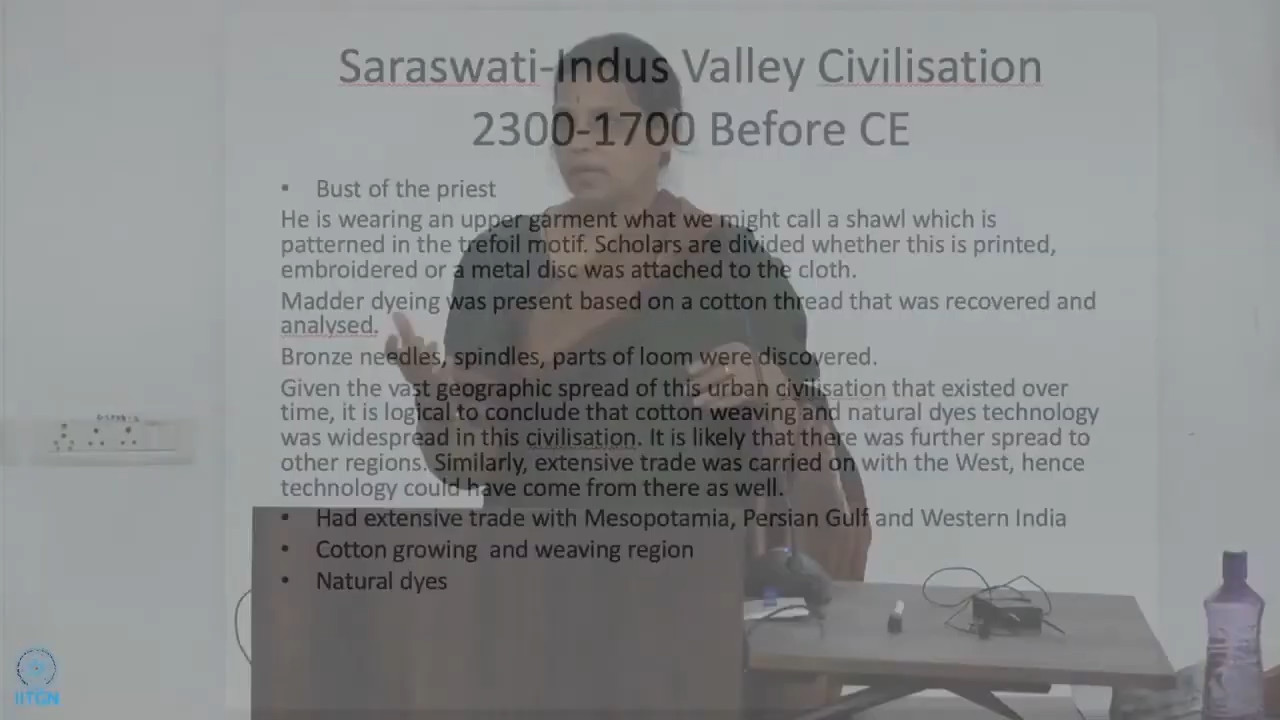 Saraswati-Indus Valley Civilisation
2300-1700 Before CE
• Bust of the priest
He is wearing an upper garment what we might call a shawl which is
patterned in the trefoil motif. Scholars are divided whether this is printed,
embroidered or a metal disc was attached to the cloth.
Madder dyeing was present based on a cotton thread that was recovered and
analysed.
Bronze needles, spindles, parts of loom were discovered.
Given the vast geographic spread of this urban civilisation that existed over
time, it is logical to conclude that cotton weaving and natural dyes technology
was widespread in this civilisation. It is likely that there was further spread to
other regions. Similarly, extensive trade was carried on with the West, hence
technology could have come from there as well.
• Had extensive trade with Mesopotamia, Persian Gulf and Western India
• Cotton growing  and weaving region
• Natural dyes
IITGN